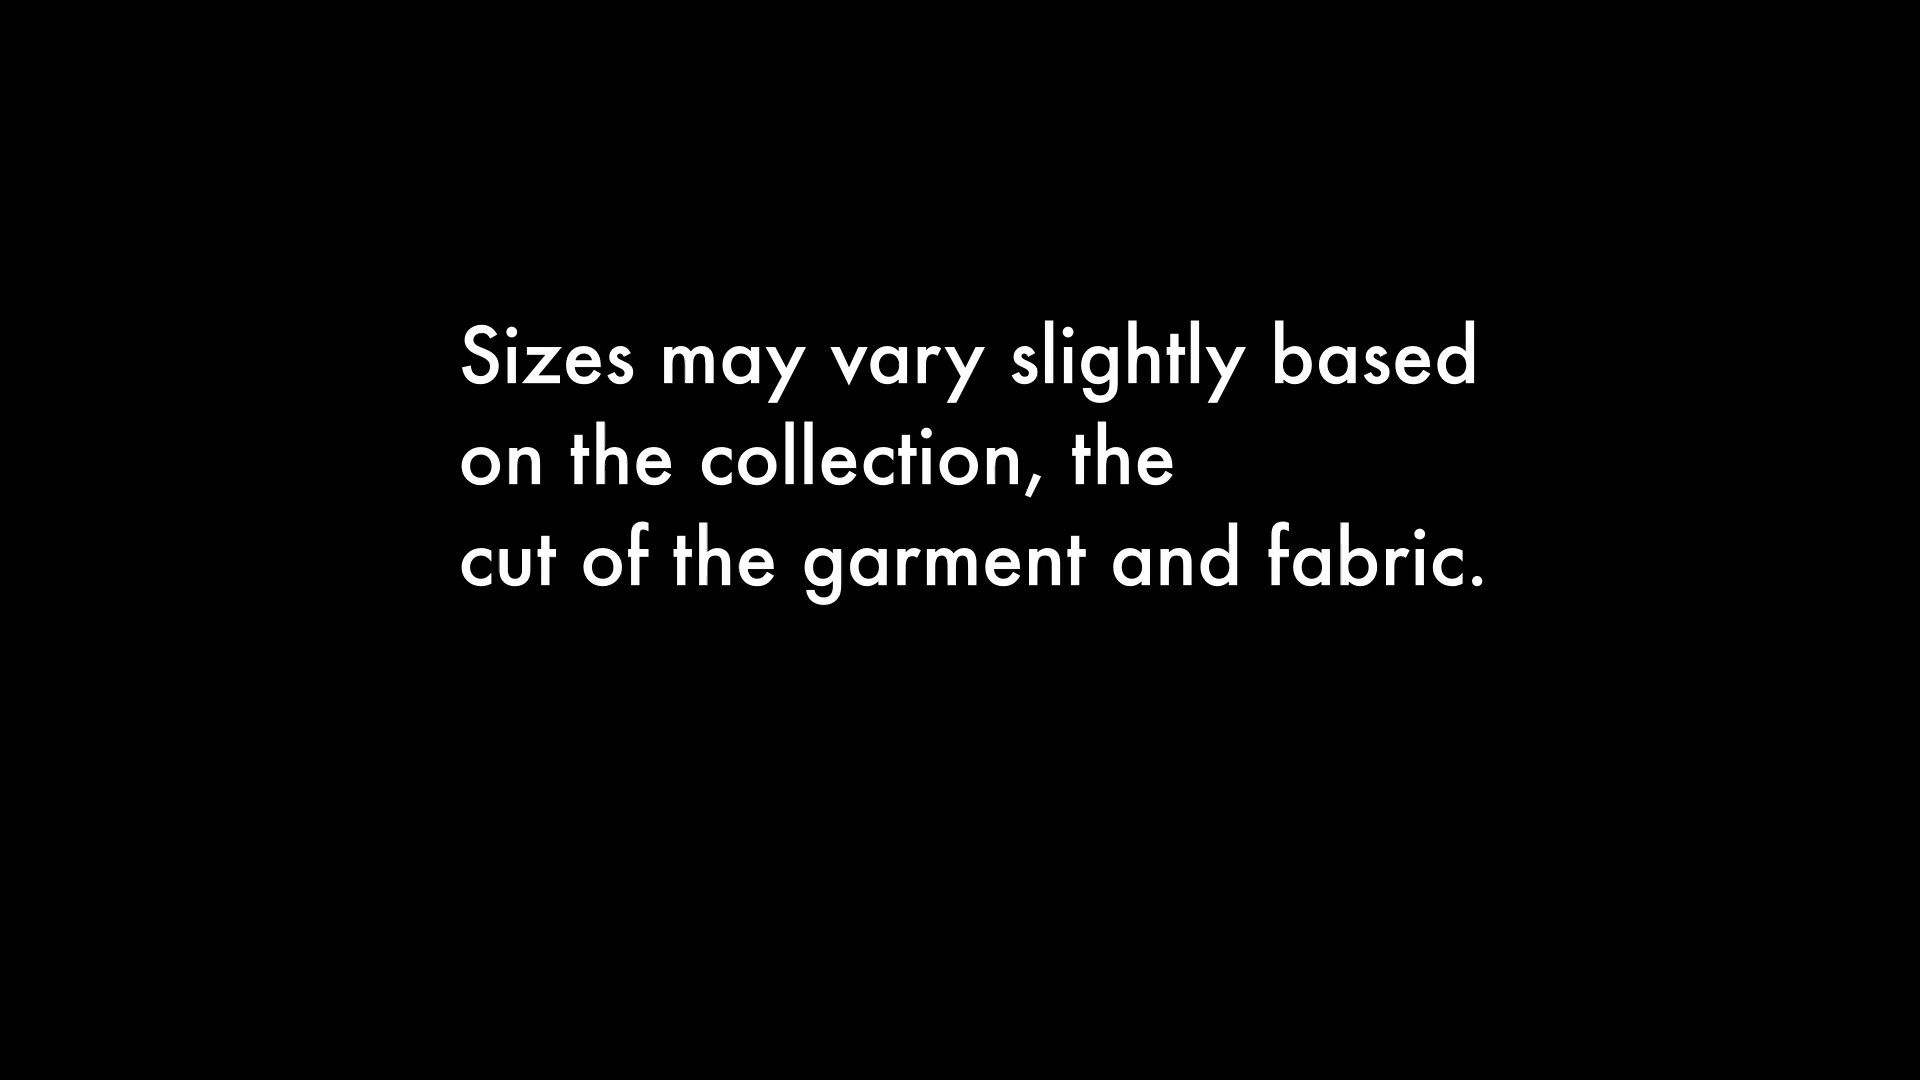 Sizes may vary slightly based
on the collection, the
cut of the garment and fabric.